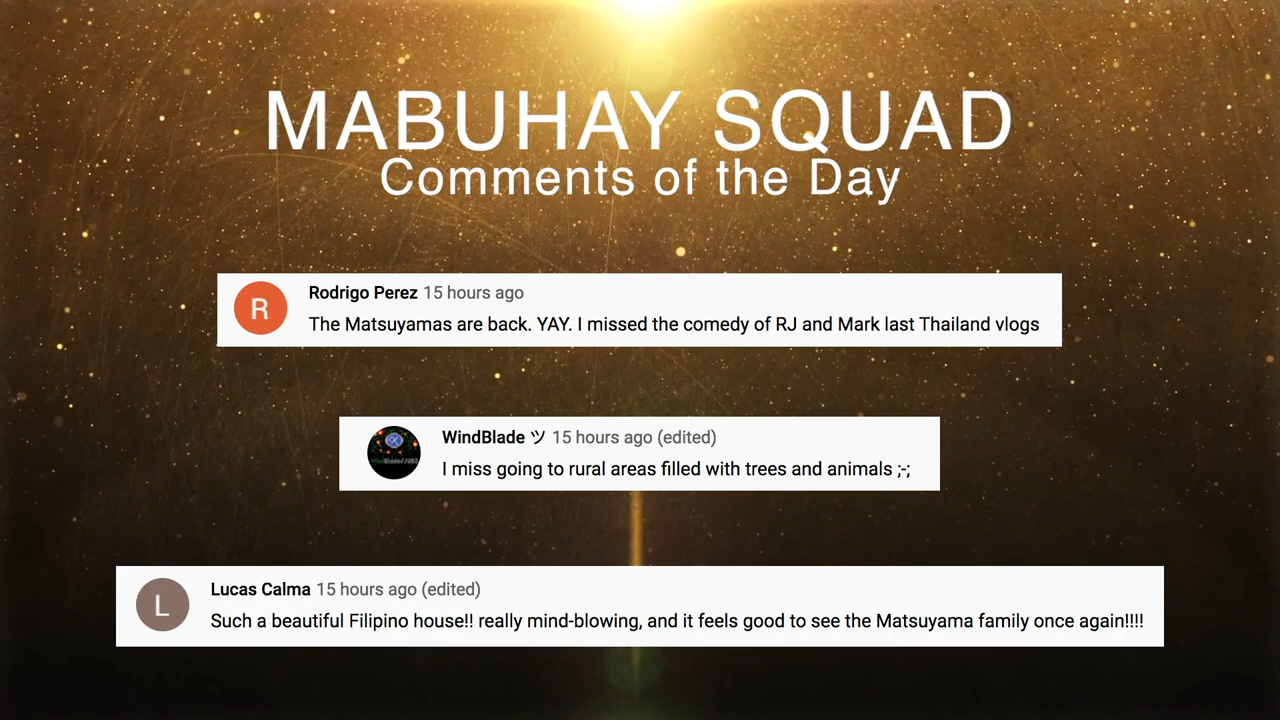 MABUHAY SQUAD
Comments of the Day
R
Rodrigo Perez 15 hours ago
The Matsuyamas are back. YAY. I missed the comedy of RJ and Mark last Thailand vlogs
WindBlade ツ 15 hours ago (edited)
I miss going to rural areas filled with trees and animals ;-;
L
Lucas Calma 15 hours ago (edited)
Such a beautiful Filipino house!! really mind-blowing, and it feels good to see the Matsuyama family once again!!!!